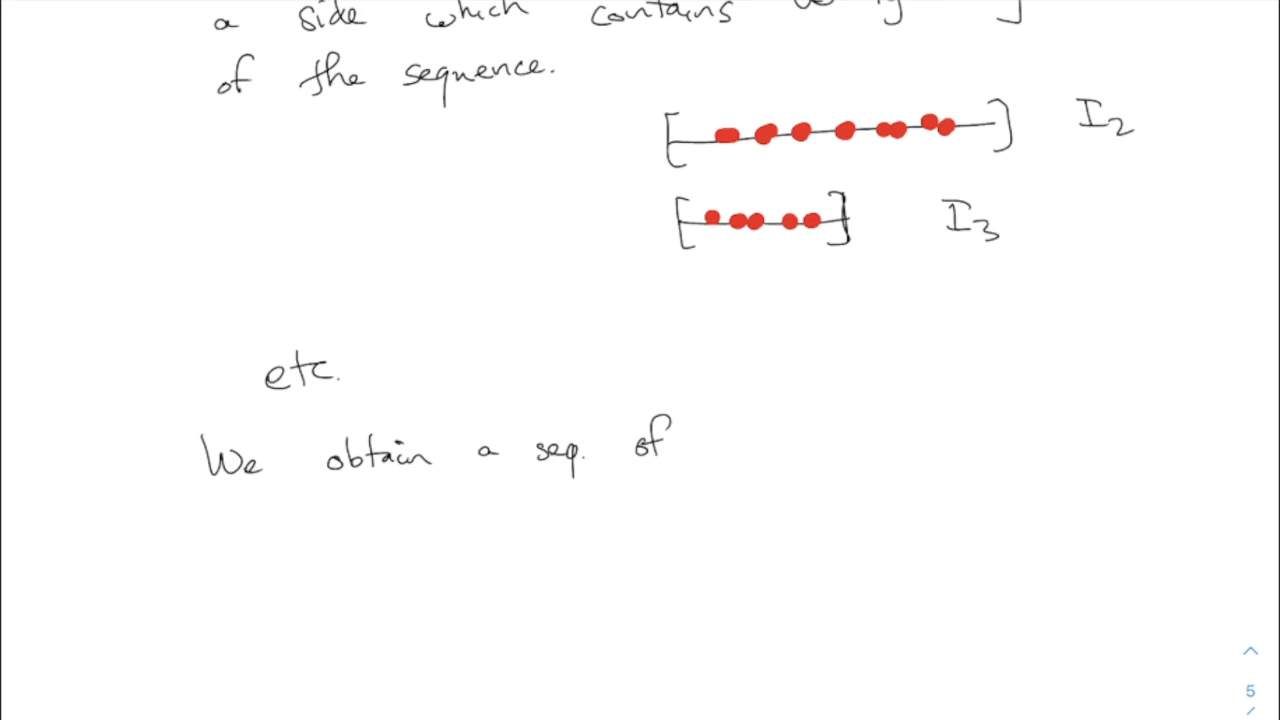 a side which contains
of the sequence.
I₂
I₃
etc.
We obtain a seq. of
5